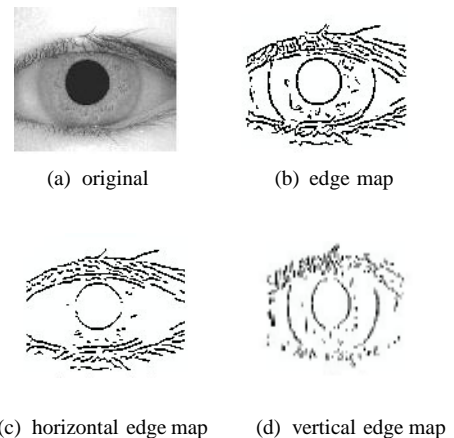 (a) original
(b) edge map
(c) horizontal edge map
(d) vertical edge map